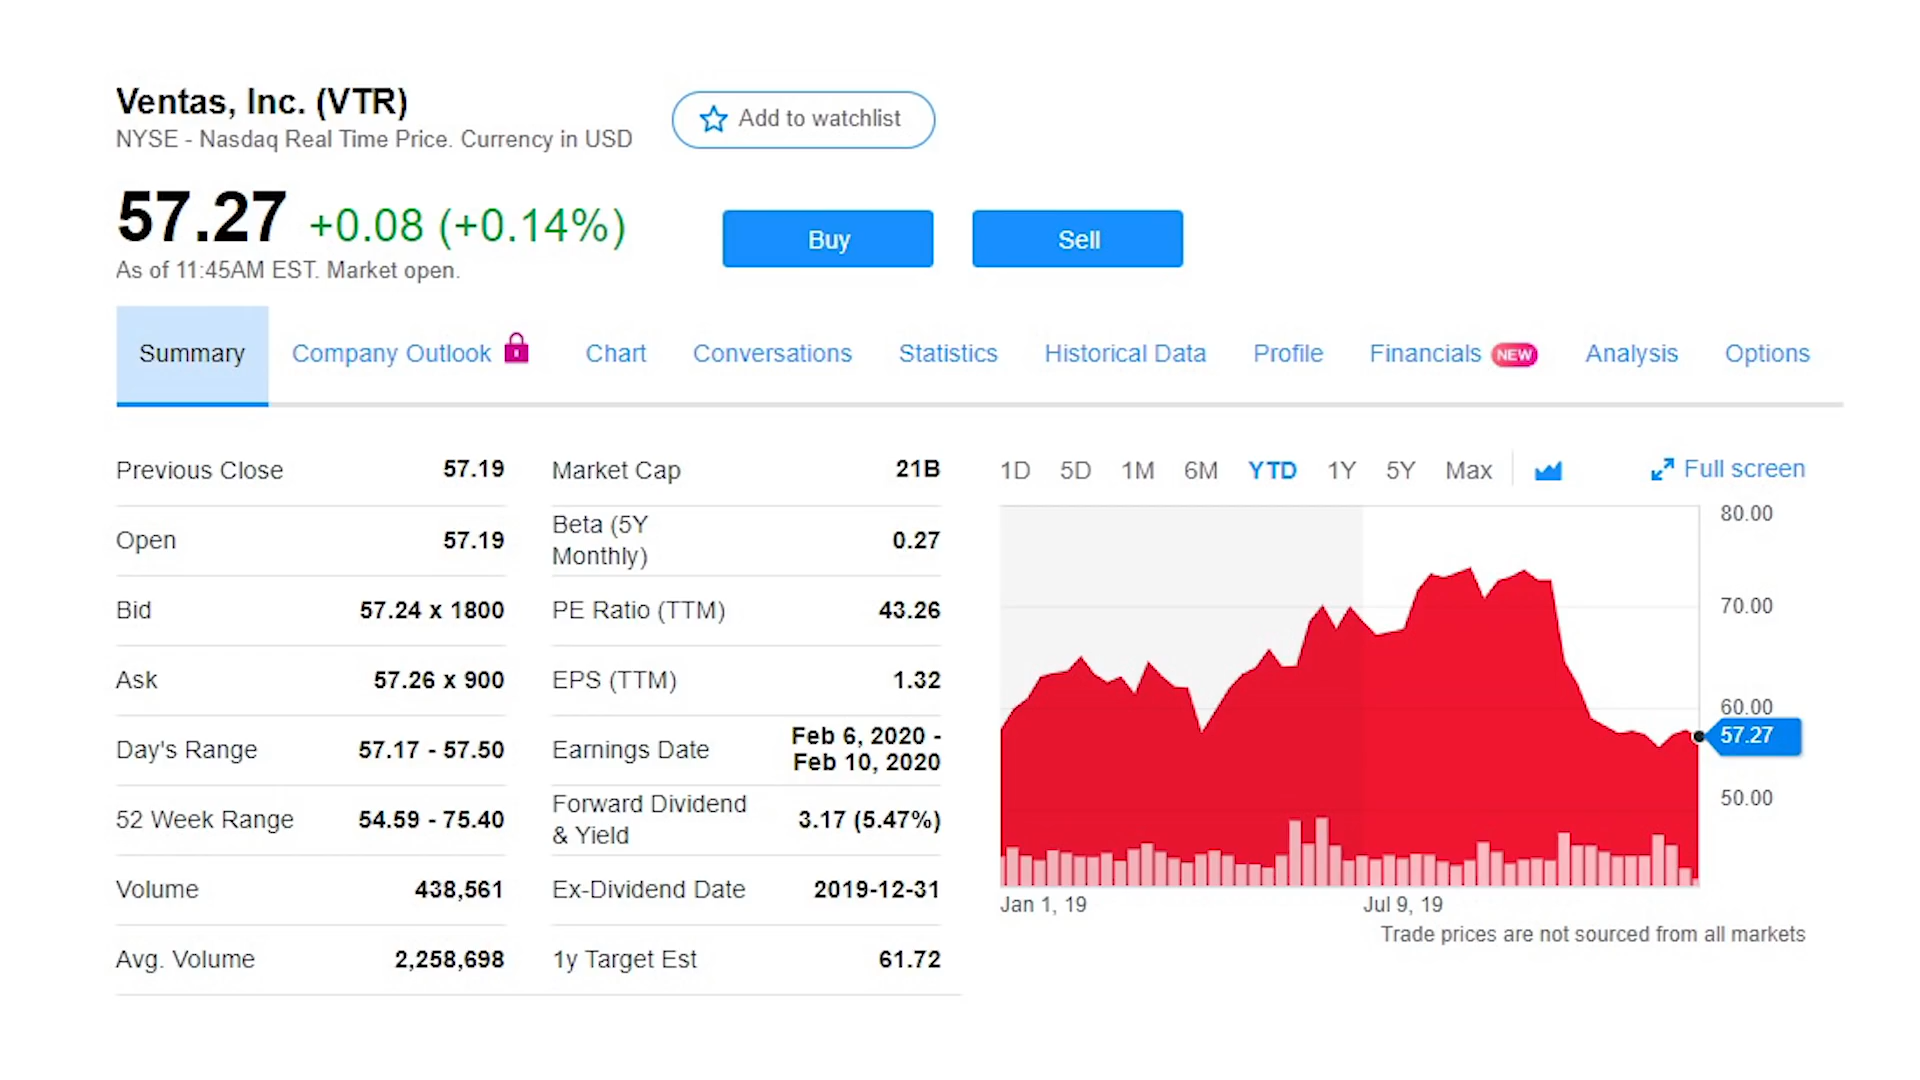 Ventas, Inc. (VTR)
NYSE - Nasdaq Real Time Price. Currency in USD
Add to watchlist
57.27 +0.08 (+0.14%)
As of 11:45AM EST. Market open.
Buy
Sell
Summary
Company Outlook
Chart
Conversations
Statistics
Historical Data
Profile
Financials NEW
Analysis
Options
Previous Close 57.19
Open 57.19
Bid 57.24 x 1800
Ask 57.26 x 900
Day's Range 57.17 - 57.50
52 Week Range 54.59 - 75.40
Volume 438,561
Avg. Volume 2,258,698
Market Cap 21B
Beta (5Y
Monthly) 0.27
PE Ratio (TTM) 43.26
EPS (TTM) 1.32
Earnings Date Feb 6, 2020 -
Feb 10, 2020
Forward Dividend
& Yield 3.17 (5.47%)
Ex-Dividend Date 2019-12-31
1y Target Est 61.72
1D 5D 1M 6M YTD 1Y 5Y Max
Full screen
80.00
70.00
60.00
57.27
50.00
Jan 1, 19
Jul 9, 19
Trade prices are not sourced from all markets